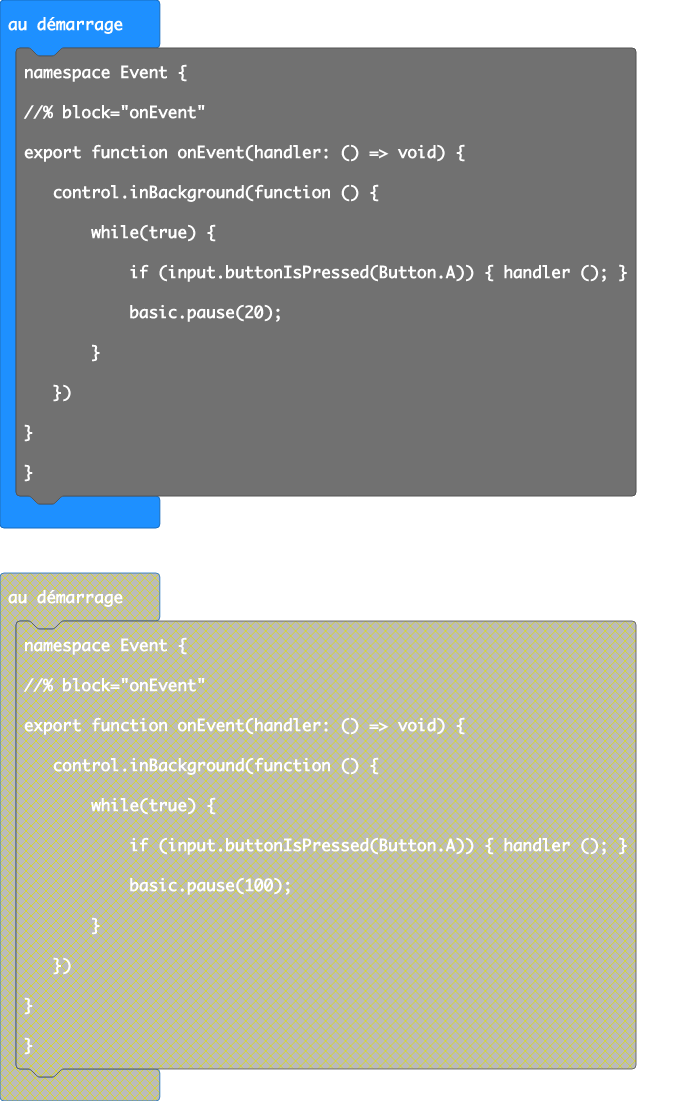 au démarrage
namespace Event {
//% block="onEvent"
export function onEvent(handler: () => void) {
control.inBackground(function () {
while(true) {
if (input.buttonIsPressed(Button.A)) { handler (); }
basic.pause(20);
}
})
}
}
au démarrage
namespace Event {
//% block="onEvent"
export function onEvent(handler: () => void) {
control.inBackground(function () {
while(true) {
if (input.buttonIsPressed(Button.A)) { handler (); }
basic.pause(100);
}
})
}
}